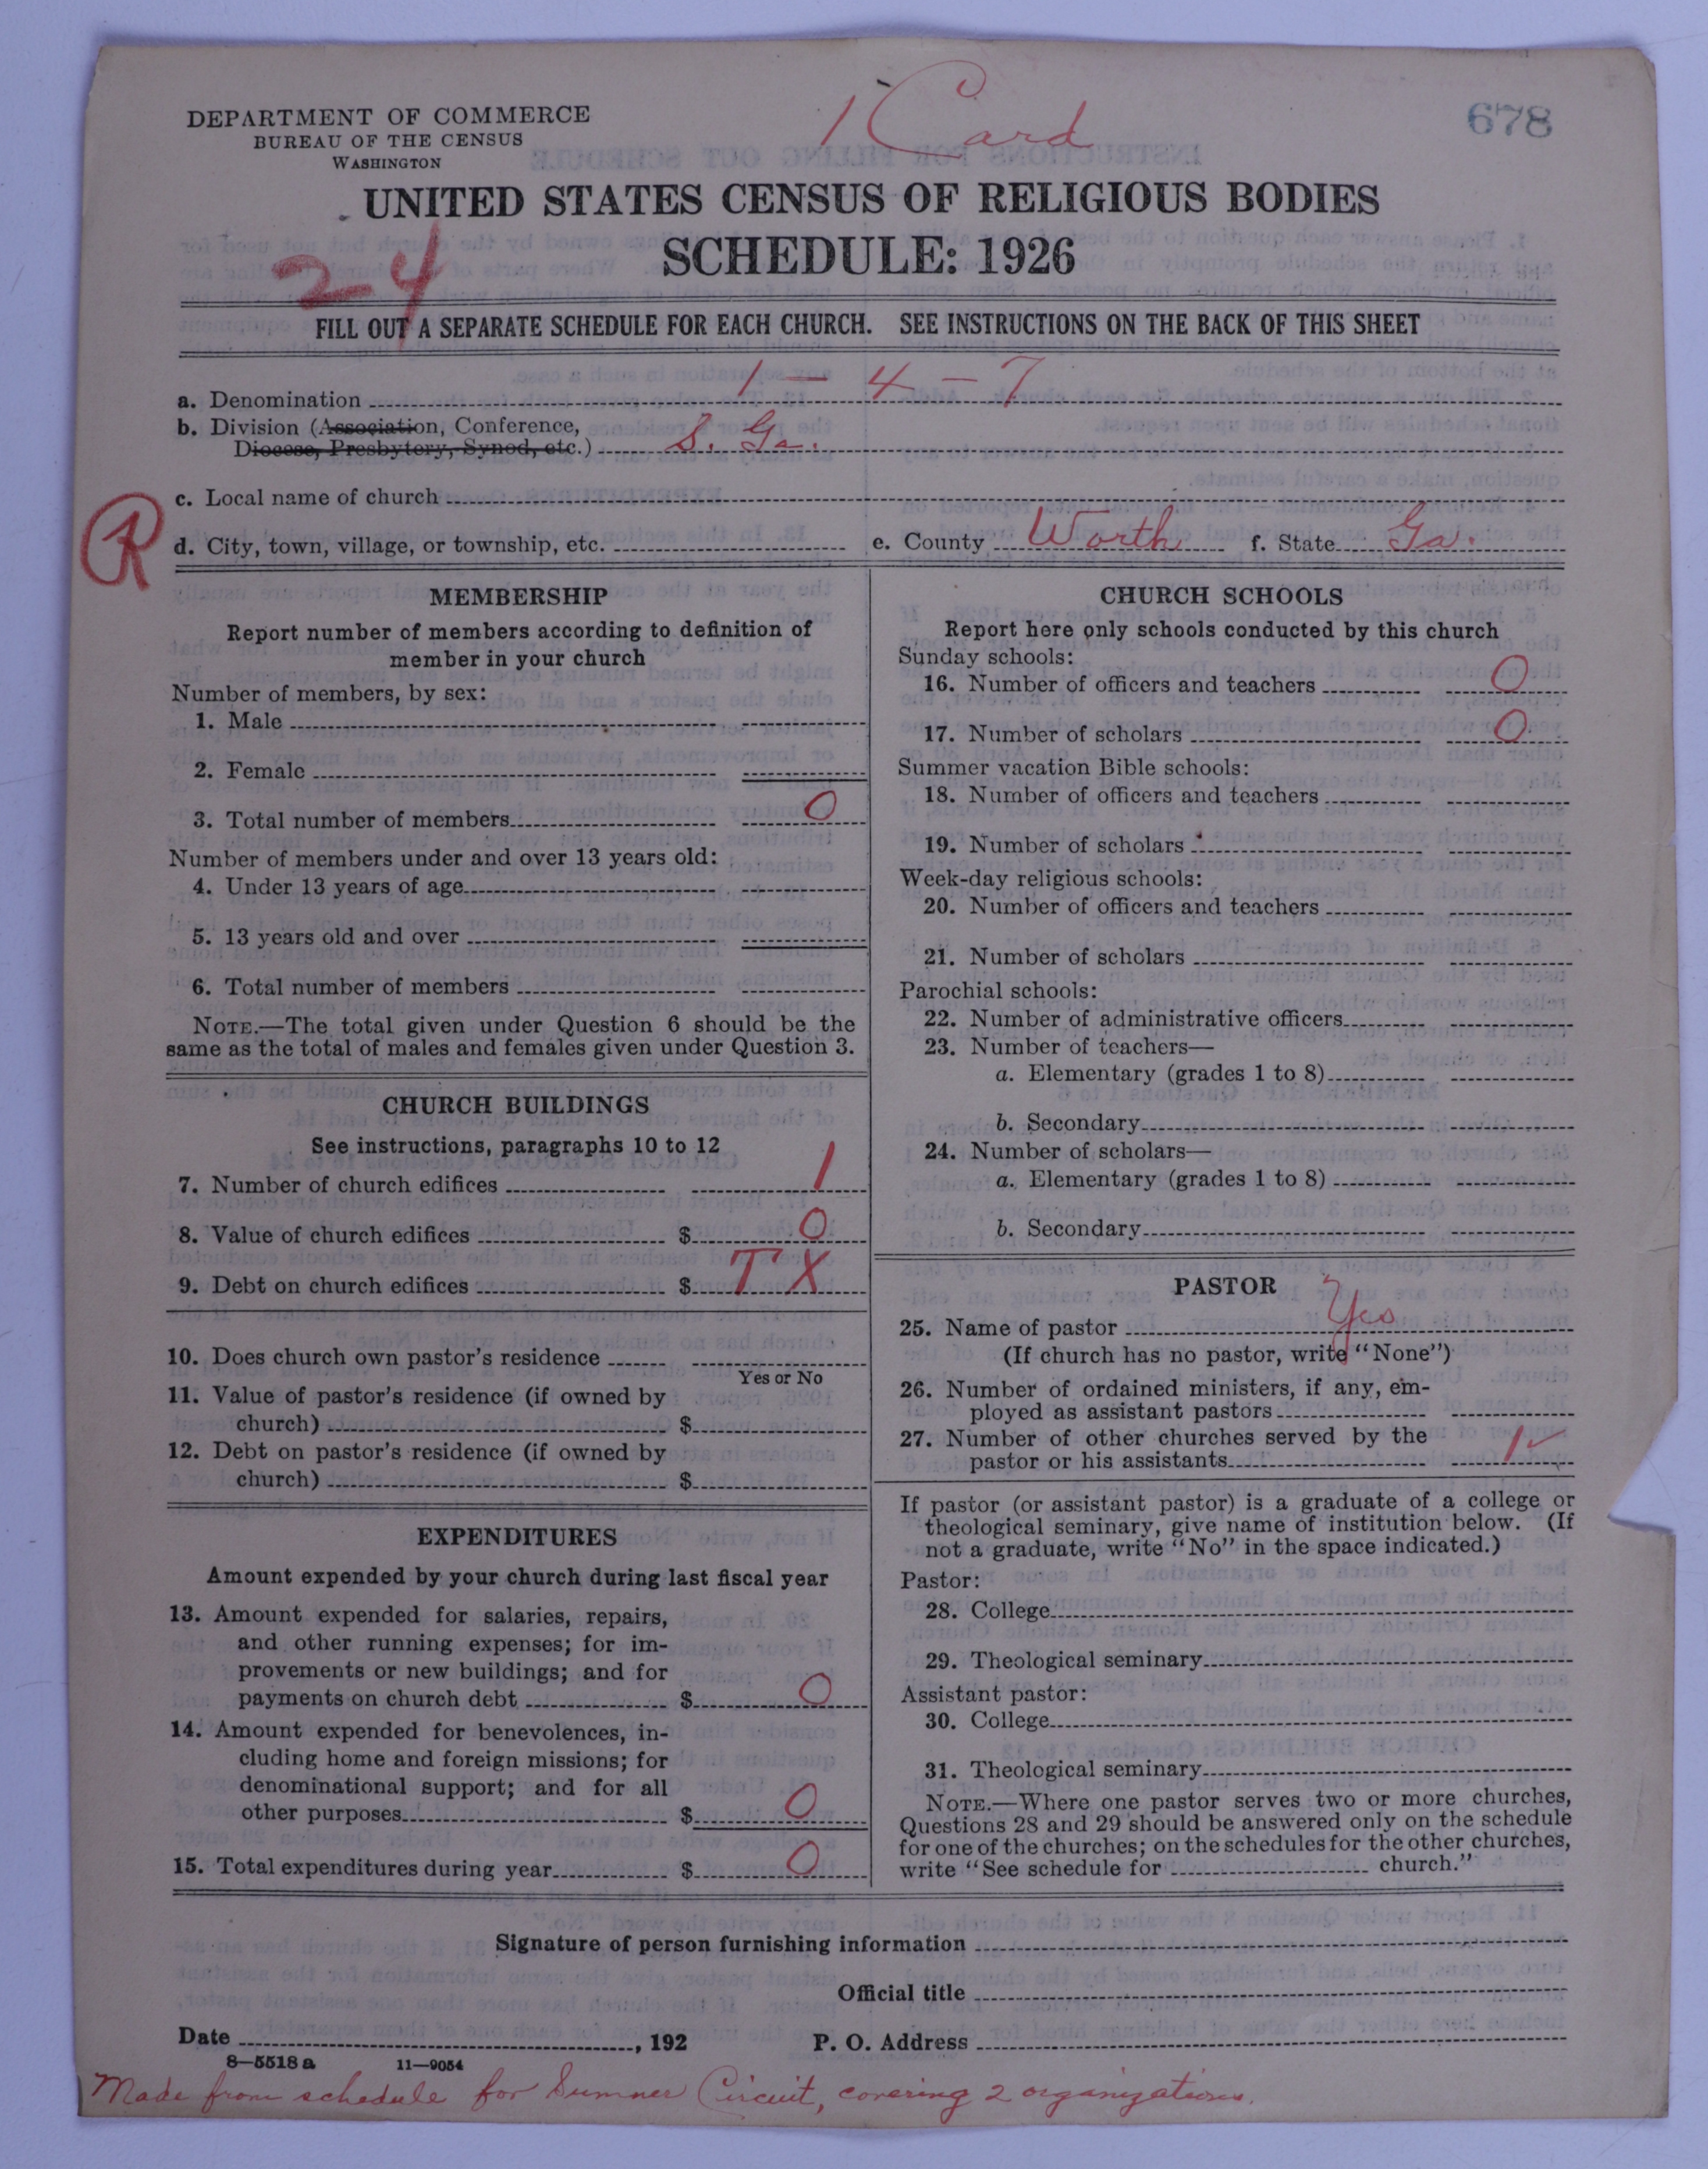 DEPARTMENT OF COMMERCE
BUREAU OF THE CENSUS
WASHINGTON
1 Card
678
UNITED STATES CENSUS OF RELIGIOUS BODIES
SCHEDULE: 1926
24
FILL OUT A SEPARATE SCHEDULE FOR EACH CHURCH. SEE INSTRUCTIONS ON THE BACK OF THIS SHEET
a. Denomination 1 – 4 – 7
b. Division (Association, Conference,
Diocese, Presbytery, Synod, etc.) S. Ga.
c. Local name of church
R
d. City, town, village, or township, etc. e. County Worth f. State Ga.
MEMBERSHIP
Report number of members according to definition of
member in your church
Number of members, by sex:
1. Male
2. Female
3. Total number of members 0
Number of members under and over 13 years old:
4. Under 13 years of age
5. 13 years old and over
6. Total number of members
NOTE.—The total given under Question 6 should be the
same as the total of males and females given under Question 3.
CHURCH BUILDINGS
See instructions, paragraphs 10 to 12
7. Number of church edifices 1
8. Value of church edifices $ 0
9. Debt on church edifices $ T X
10. Does church own pastor's residence
Yes or No
11. Value of pastor's residence (if owned by
church) $
12. Debt on pastor's residence (if owned by
church) $
EXPENDITURES
Amount expended by your church during last fiscal year
13. Amount expended for salaries, repairs,
and other running expenses; for im-
provements or new buildings; and for
payments on church debt $ 0
14. Amount expended for benevolences, in-
cluding home and foreign missions; for
denominational support; and for all
other purposes $ 0
15. Total expenditures during year $ 0
CHURCH SCHOOLS
Report here only schools conducted by this church
Sunday schools:
16. Number of officers and teachers 0
17. Number of scholars 0
Summer vacation Bible schools:
18. Number of officers and teachers
19. Number of scholars
Week-day religious schools:
20. Number of officers and teachers
21. Number of scholars
Parochial schools:
22. Number of administrative officers
23. Number of teachers—
a. Elementary (grades 1 to 8)
b. Secondary
24. Number of scholars—
a. Elementary (grades 1 to 8)
b. Secondary
PASTOR
25. Name of pastor Yes
(If church has no pastor, write "None")
26. Number of ordained ministers, if any, em-
ployed as assistant pastors
27. Number of other churches served by the
pastor or his assistants 1 ✓
If pastor (or assistant pastor) is a graduate of a college or
theological seminary, give name of institution below. (If
not a graduate, write "No" in the space indicated.)
Pastor:
28. College
29. Theological seminary
Assistant pastor:
30. College
31. Theological seminary
NOTE.—Where one pastor serves two or more churches,
Questions 28 and 29 should be answered only on the schedule
for one of the churches; on the schedules for the other churches,
write "See schedule for church."
Signature of person furnishing information
Official title
Date , 192 P. O. Address
8—5518 a 11—9054
Made from schedule for Sumner Circuit, covering 2 organizations.